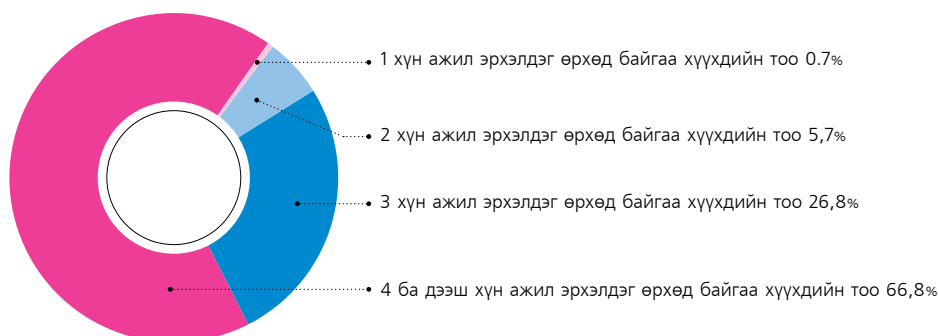 1 хүн ажил эрхэлдэг өрхөд байгаа хүүхдийн тоо 0.7%
2 хүн ажил эрхэлдэг өрхөд байгаа хүүхдийн тоо 5,7%
3 хүн ажил эрхэлдэг өрхөд байгаа хүүхдийн тоо 26,8%
4 ба дээш хүн ажил эрхэлдэг өрхөд байгаа хүүхдийн тоо 66,8%